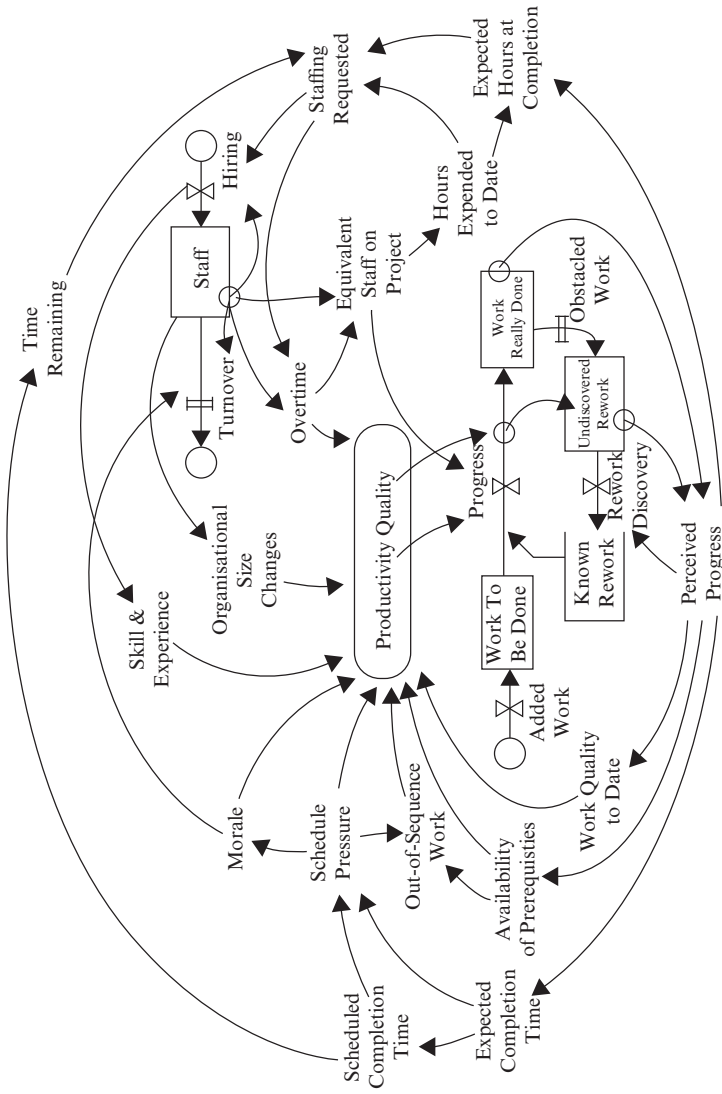 Time
Remaining
Hiring
Staff
Turnover
Staffing
Requested
Skill &
Experience
Organisational
Size
Changes
Overtime
Equivalent
Staff on
Project
Hours
Expended
to Date
Expected
Hours at
Completion
Morale
Schedule
Pressure
Out-of-Sequence
Work
Availability
of Prerequisties
Work Quality
to Date
Scheduled
Completion
Time
Expected
Completion
Time
Productivity Quality
Progress
Work To
Be Done
Added
Work
Work
Really Done
Obstacled
Work
Undiscovered
Rework
Rework
Discovery
Known
Rework
Perceived
Progress